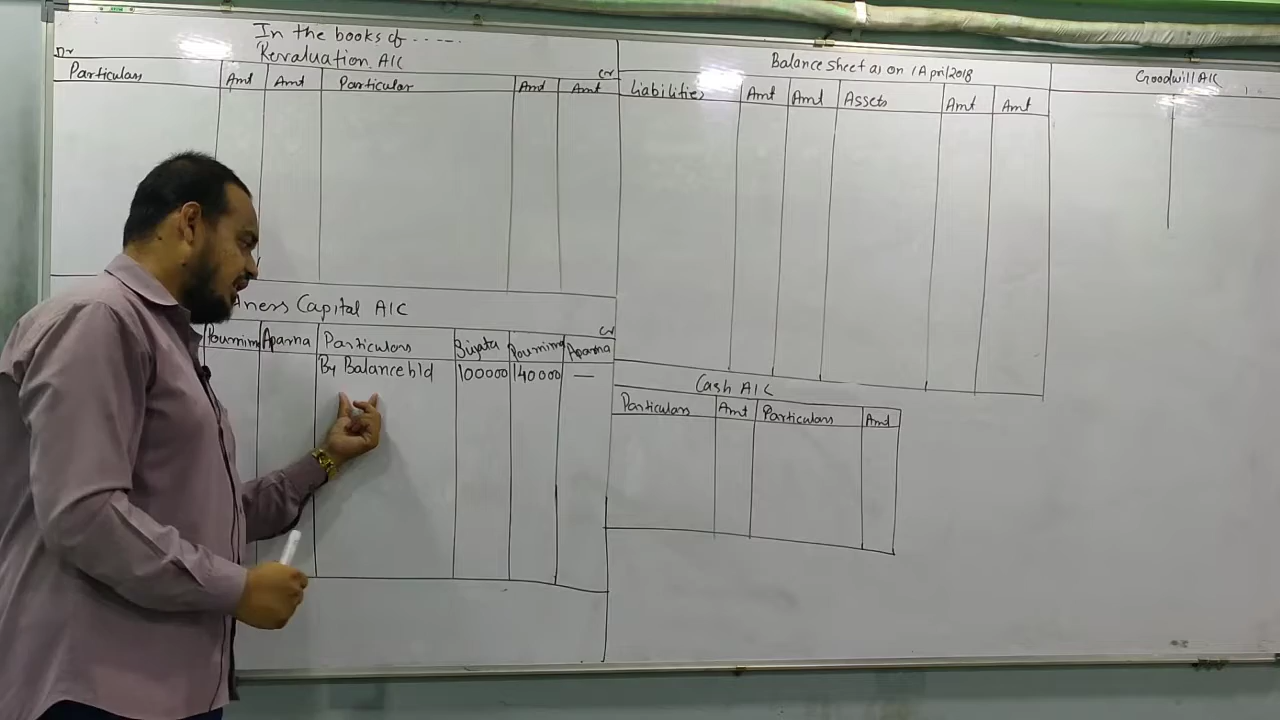 In the books of .....
Revaluation A/C
Dr
Cr
Particulars Amt Amt Particular Amt Amt
Balance sheet as on 1 April 2018
Liabilities Amt Amt Assets Amt Amt
Goodwill A/C
tners Capital A/C
Cr
Pournima Aparna Particulars Pournima Aparna
By Balance b/d 100000 140000 —
Cash A/C
Particulars Amt Particulars Amt